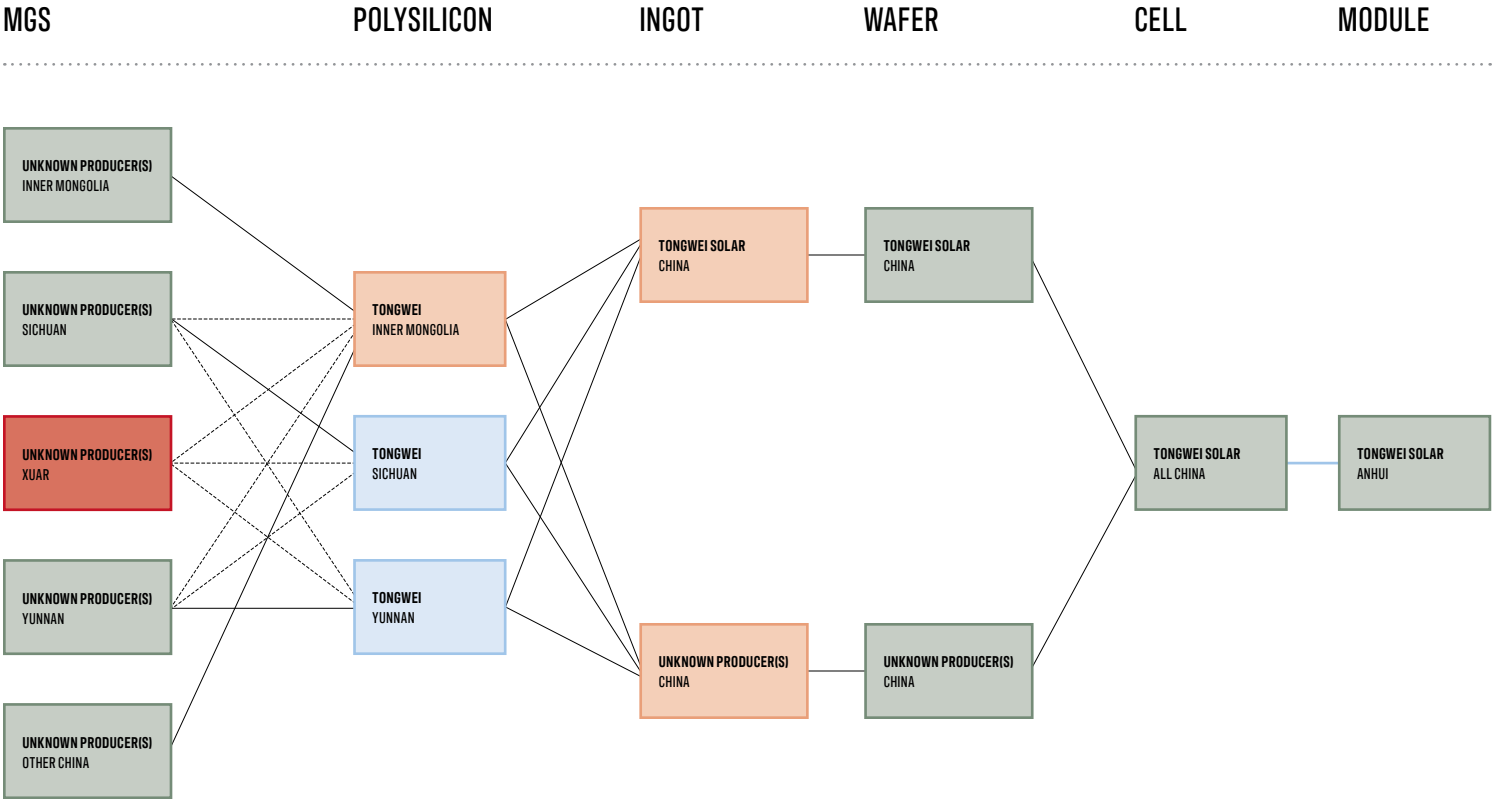 MGS
POLYSILICON
INGOT
WAFER
CELL
MODULE
UNKNOWN PRODUCER(S)
INNER MONGOLIA
UNKNOWN PRODUCER(S)
SICHUAN
UNKNOWN PRODUCER(S)
XUAR
UNKNOWN PRODUCER(S)
YUNNAN
UNKNOWN PRODUCER(S)
OTHER CHINA
TONGWEI
INNER MONGOLIA
TONGWEI
SICHUAN
TONGWEI
YUNNAN
TONGWEI SOLAR
CHINA
UNKNOWN PRODUCER(S)
CHINA
TONGWEI SOLAR
CHINA
UNKNOWN PRODUCER(S)
CHINA
TONGWEI SOLAR
ALL CHINA
TONGWEI SOLAR
ANHUI